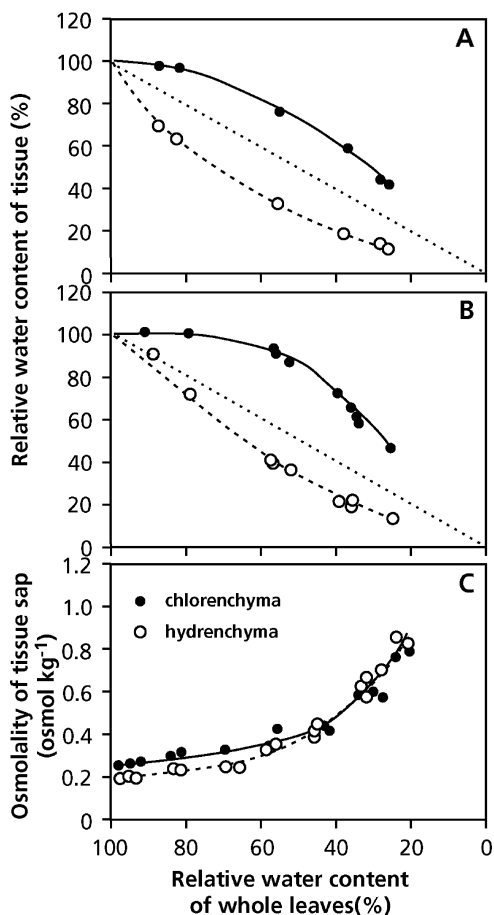 A
120
100
80
60
40
20
0
Relative water content of tissue (%)
B
120
100
80
60
40
20
0
C
1.2
1.0
0.8
0.6
0.4
0.2
0
chlorenchyma
hydrenchyma
Osmolality of tissue sap
(osmol kg-1)
100 80 60 40 20 0
Relative water content
of whole leaves(%)